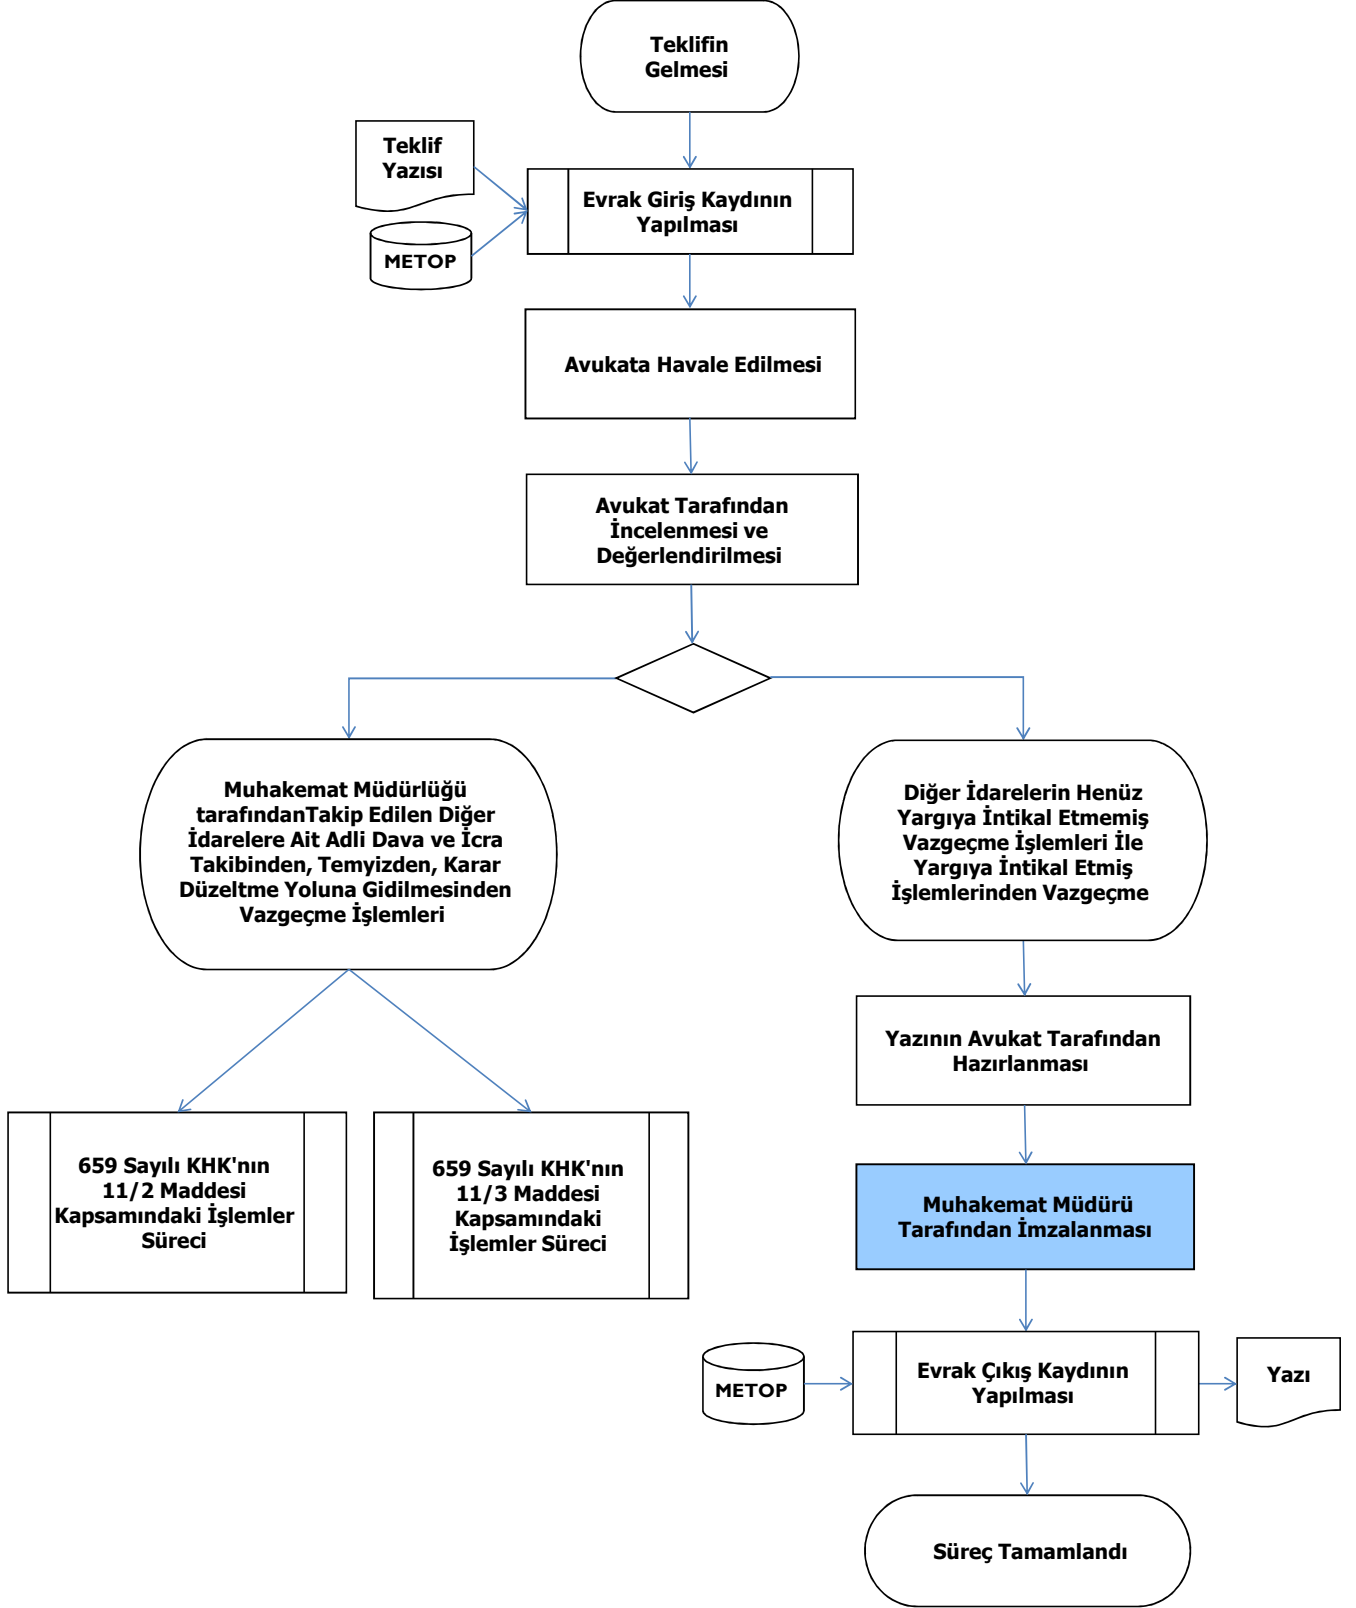 Teklifin
Gelmesi
Teklif
Yazısı
METOP
Evrak Giriş Kaydının
Yapılması
Avukata Havale Edilmesi
Avukat Tarafından
İncelenmesi ve
Değerlendirilmesi
Muhakemat Müdürlüğü
tarafındanTakip Edilen Diğer
İdarelere Ait Adli Dava ve İcra
Takibinden, Temyizden, Karar
Düzeltme Yoluna Gidilmesinden
Vazgeçme İşlemleri
Diğer İdarelerin Henüz
Yargıya İntikal Etmemiş
Vazgeçme İşlemleri İle
Yargıya İntikal Etmiş
İşlemlerinden Vazgeçme
659 Sayılı KHK'nın
11/2 Maddesi
Kapsamındaki İşlemler
Süreci
659 Sayılı KHK'nın
11/3 Maddesi
Kapsamındaki
İşlemler Süreci
Yazının Avukat Tarafından
Hazırlanması
Muhakemat Müdürü
Tarafından İmzalanması
METOP
Evrak Çıkış Kaydının
Yapılması
Yazı
Süreç Tamamlandı